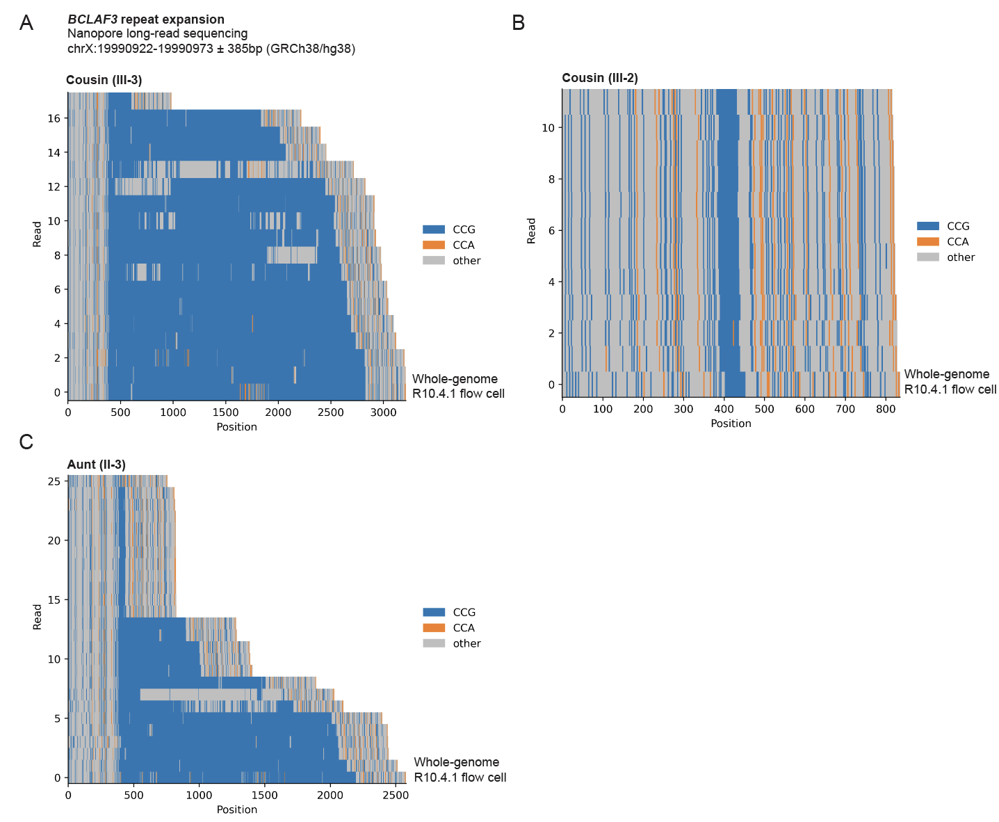 A
BCLAF3 repeat expansion
Nanopore long-read sequencing
chrX:19990922-19990973 ± 385bp (GRCh38/hg38)
Cousin (III-3)
16
14
12
10
8
6
4
2
0
Read
0
500
1000
1500
2000
2500
3000
Position
CCG
CCA
other
Whole-genome
R10.4.1 flow cell
B
Cousin (III-2)
10
8
6
4
2
0
Read
0
100
200
300
400
500
600
700
800
Position
CCG
CCA
other
Whole-genome
R10.4.1 flow cell
C
Aunt (II-3)
25
20
15
10
5
0
Read
0
500
1000
1500
2000
2500
Position
CCG
CCA
other
Whole-genome
R10.4.1 flow cell